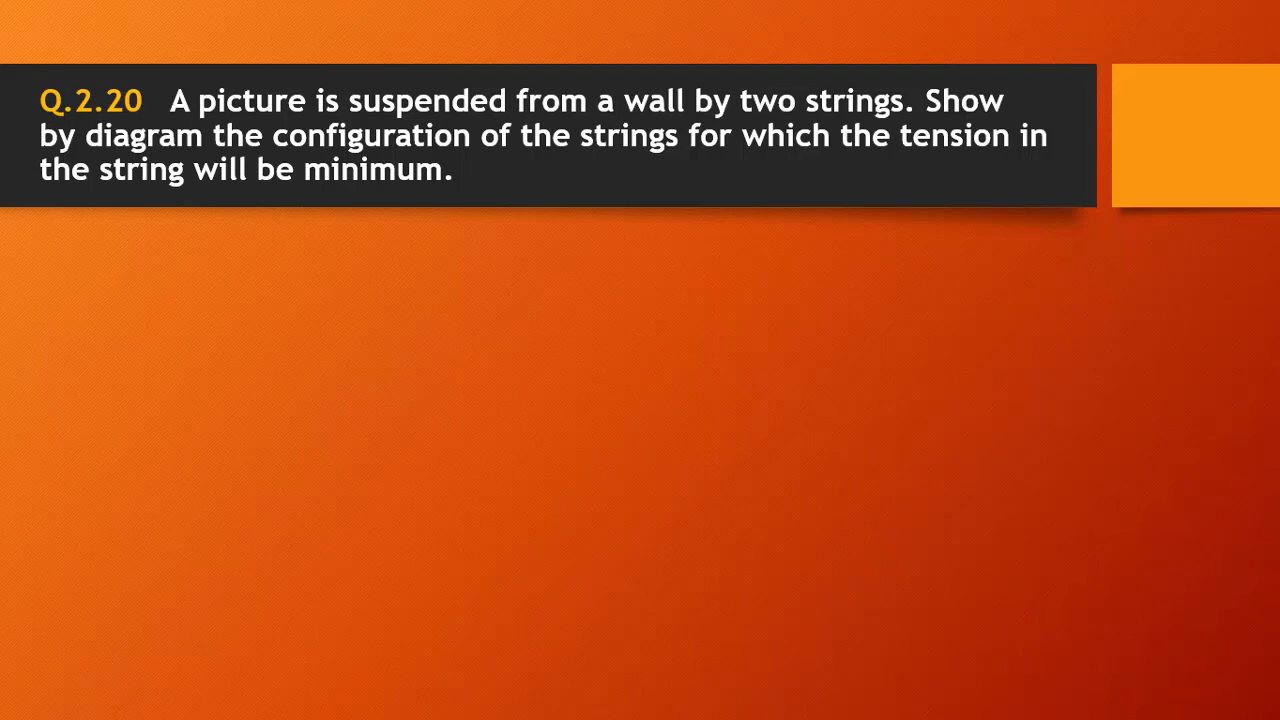 Q.2.20 A picture is suspended from a wall by two strings. Show
by diagram the configuration of the strings for which the tension in
the string will be minimum.